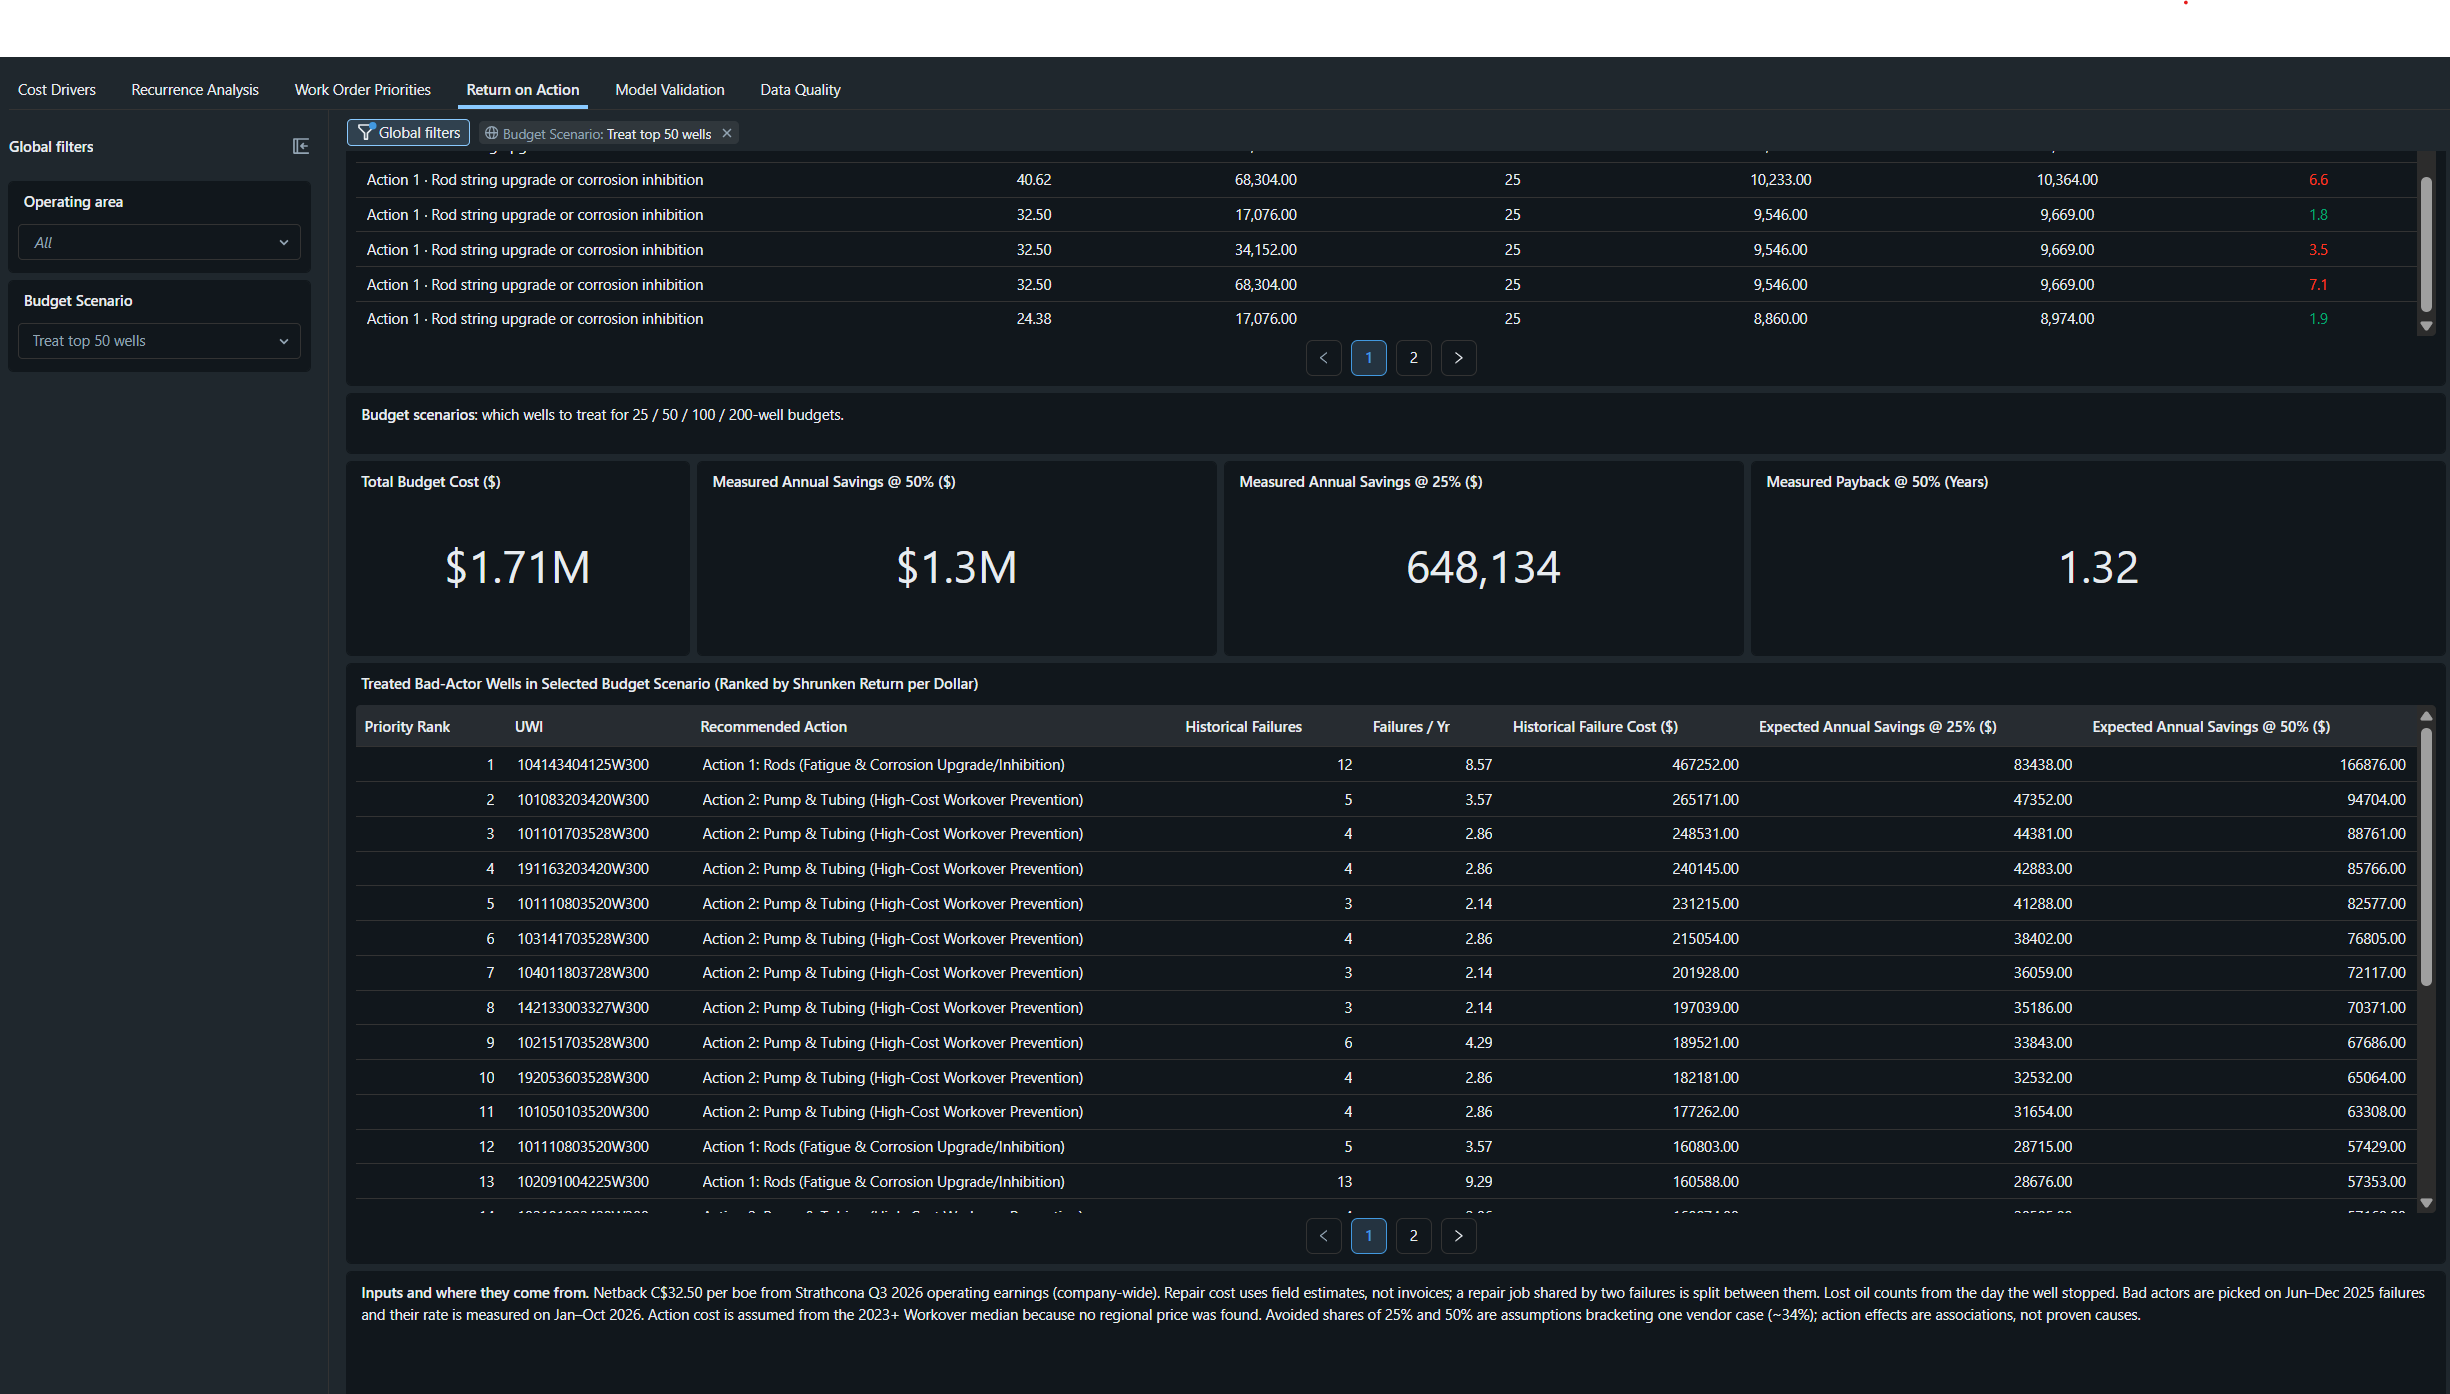 Cost Drivers Recurrence Analysis Work Order Priorities Return on Action Model Validation Data Quality
Global filters
Operating area
All
Budget Scenario
Treat top 50 wells
Global filters Budget Scenario: Treat top 50 wells
Action 1 · Rod string upgrade or corrosion inhibition 40.62 68,304.00 25 10,233.00 10,364.00 6.6
Action 1 · Rod string upgrade or corrosion inhibition 32.50 17,076.00 25 9,546.00 9,669.00 1.8
Action 1 · Rod string upgrade or corrosion inhibition 32.50 34,152.00 25 9,546.00 9,669.00 3.5
Action 1 · Rod string upgrade or corrosion inhibition 32.50 68,304.00 25 9,546.00 9,669.00 7.1
Action 1 · Rod string upgrade or corrosion inhibition 24.38 17,076.00 25 8,860.00 8,974.00 1.9
1 2
Budget scenarios: which wells to treat for 25 / 50 / 100 / 200-well budgets.
Total Budget Cost ($)
$1.71M
Measured Annual Savings @ 50% ($)
$1.3M
Measured Annual Savings @ 25% ($)
648,134
Measured Payback @ 50% (Years)
1.32
Treated Bad-Actor Wells in Selected Budget Scenario (Ranked by Shrunken Return per Dollar)
Priority Rank UWI Recommended Action Historical Failures Failures / Yr Historical Failure Cost ($) Expected Annual Savings @ 25% ($) Expected Annual Savings @ 50% ($)
1 104143404125W300 Action 1: Rods (Fatigue & Corrosion Upgrade/Inhibition) 12 8.57 467252.00 83438.00 166876.00
2 101083203420W300 Action 2: Pump & Tubing (High-Cost Workover Prevention) 5 3.57 265171.00 47352.00 94704.00
3 101101703528W300 Action 2: Pump & Tubing (High-Cost Workover Prevention) 4 2.86 248531.00 44381.00 88761.00
4 191163203420W300 Action 2: Pump & Tubing (High-Cost Workover Prevention) 4 2.86 240145.00 42883.00 85766.00
5 101110803520W300 Action 2: Pump & Tubing (High-Cost Workover Prevention) 3 2.14 231215.00 41288.00 82577.00
6 103141703528W300 Action 2: Pump & Tubing (High-Cost Workover Prevention) 4 2.86 215054.00 38402.00 76805.00
7 104011803728W300 Action 2: Pump & Tubing (High-Cost Workover Prevention) 3 2.14 201928.00 36059.00 72117.00
8 142133003327W300 Action 2: Pump & Tubing (High-Cost Workover Prevention) 3 2.14 197039.00 35186.00 70371.00
9 102151703528W300 Action 2: Pump & Tubing (High-Cost Workover Prevention) 6 4.29 189521.00 33843.00 67686.00
10 192053603528W300 Action 2: Pump & Tubing (High-Cost Workover Prevention) 4 2.86 182181.00 32532.00 65064.00
11 101050103520W300 Action 2: Pump & Tubing (High-Cost Workover Prevention) 4 2.86 177262.00 31654.00 63308.00
12 101110803520W300 Action 1: Rods (Fatigue & Corrosion Upgrade/Inhibition) 5 3.57 160803.00 28715.00 57429.00
13 102091004225W300 Action 1: Rods (Fatigue & Corrosion Upgrade/Inhibition) 13 9.29 160588.00 28676.00 57353.00
1 2
Inputs and where they come from. Netback C$32.50 per boe from Strathcona Q3 2026 operating earnings (company-wide). Repair cost uses field estimates, not invoices; a repair job shared by two failures is split between them. Lost oil counts from the day the well stopped. Bad actors are picked on Jun–Dec 2025 failures
and their rate is measured on Jan–Oct 2026. Action cost is assumed from the 2023+ Workover median because no regional price was found. Avoided shares of 25% and 50% are assumptions bracketing one vendor case (~34%); action effects are associations, not proven causes.